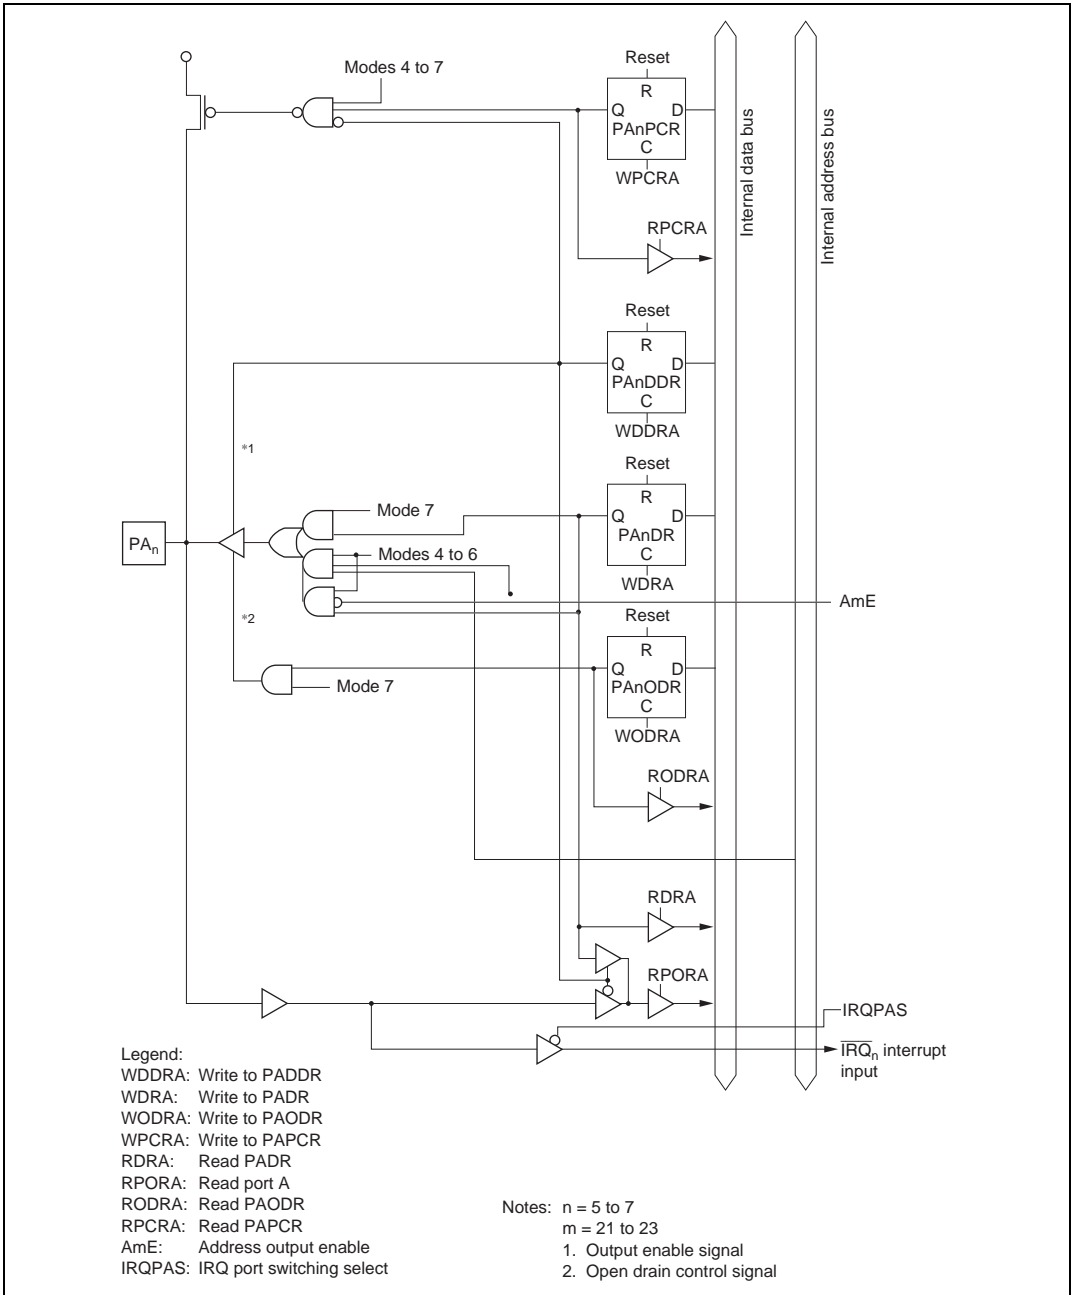 Modes 4 to 7
Reset
R
Q D
PAnPCR
C
WPCRA
Internal data bus
Internal address bus
RPCRA
Reset
R
Q D
PAnDDR
C
WDDRA
*1
Reset
R
Q D
PAnDR
C
WDRA
Mode 7
PAn
Modes 4 to 6
AmE
*2
Reset
R
Q D
PAnODR
C
WODRA
Mode 7
RODRA
RDRA
RPORA
IRQPAS
IRQn interrupt
input
Legend:
WDDRA: Write to PADDR
WDRA: Write to PADR
WODRA: Write to PAODR
WPCRA: Write to PAPCR
RDRA: Read PADR
RPORA: Read port A
RODRA: Read PAODR
RPCRA: Read PAPCR
AmE: Address output enable
IRQPAS: IRQ port switching select
Notes: n = 5 to 7
m = 21 to 23
1. Output enable signal
2. Open drain control signal